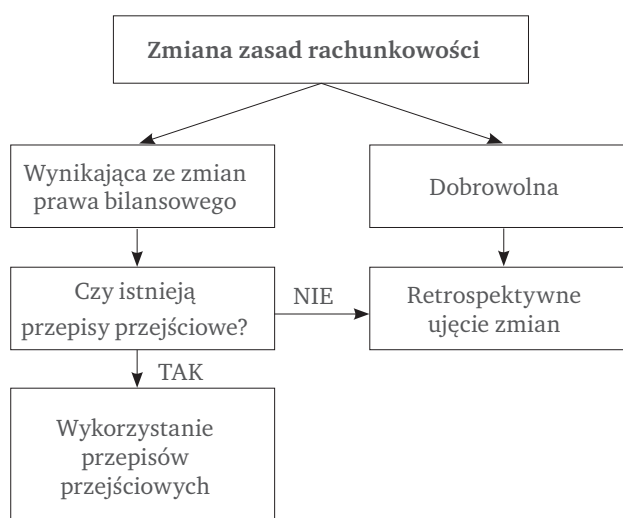 Zmiana zasad rachunkowości
Wynikająca ze zmian
prawa bilansowego
Dobrowolna
Czy istnieją
przepisy przejściowe?
NIE
Retrospektywne
ujęcie zmian
TAK
Wykorzystanie
przepisów
przejściowych